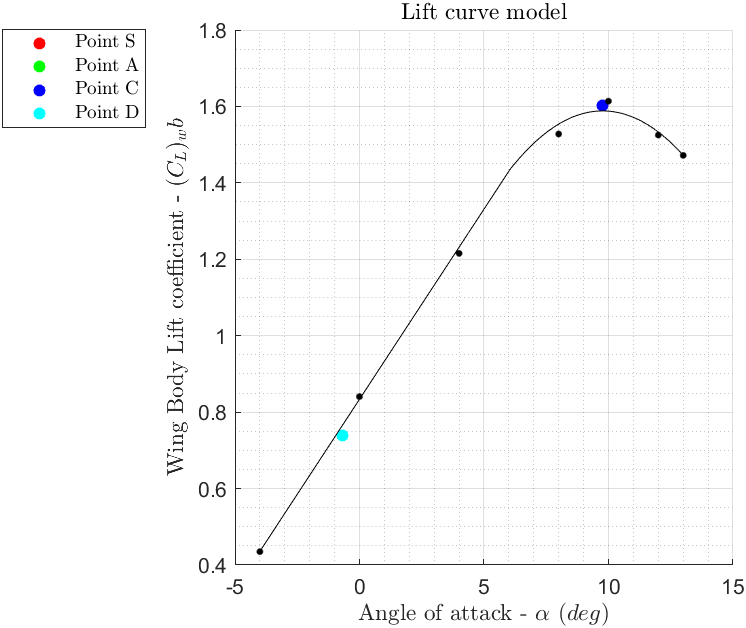 Lift curve model
Point S
Point A
Point C
Point D
Wing Body Lift coefficient - (C_L)_wb
1.8
1.6
1.4
1.2
1
0.8
0.6
0.4
-5 0 5 10 15
Angle of attack - α (deg)